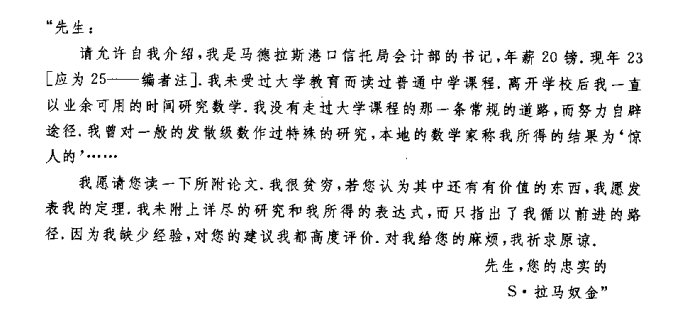 “先生：
请允许自我介绍，我是马德拉斯港口信托局会计部的书记，年薪 20 镑．现年 23
[应为 25——编者注]．我未受过大学教育而读过普通中学课程．离开学校后我一直
以业余可用的时间研究数学．我没有走过大学课程的那一条常规的道路，而努力自辟
途径．我曾对一般的发散级数作过特殊的研究，本地的数学家称我所得的结果为‘惊
人的’……
我愿请您读一下所附论文．我很贫穷，若您认为其中还有有价值的东西，我愿发
表我的定理．我未附上详尽的研究和我所得的表达式，而只指出了我循以前进的路
径．因为我缺少经验，对您的建议我都高度评价．对我给您的麻烦，我祈求原谅．
先生，您的忠实的
S·拉马奴金”